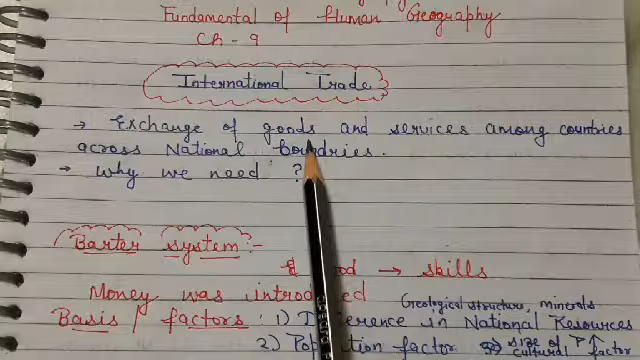 Fundamental of Human Geography
Ch - 9
International Trade
→ Exchange of goods and services among countries
across National boundries.
→ Why we need ?
Barter system :-
→ skills
Money was introduced
Geological structure, minerals
Basis / factors : 1) Difference in National Resources
2) Population factor size of P↑
cultural factor